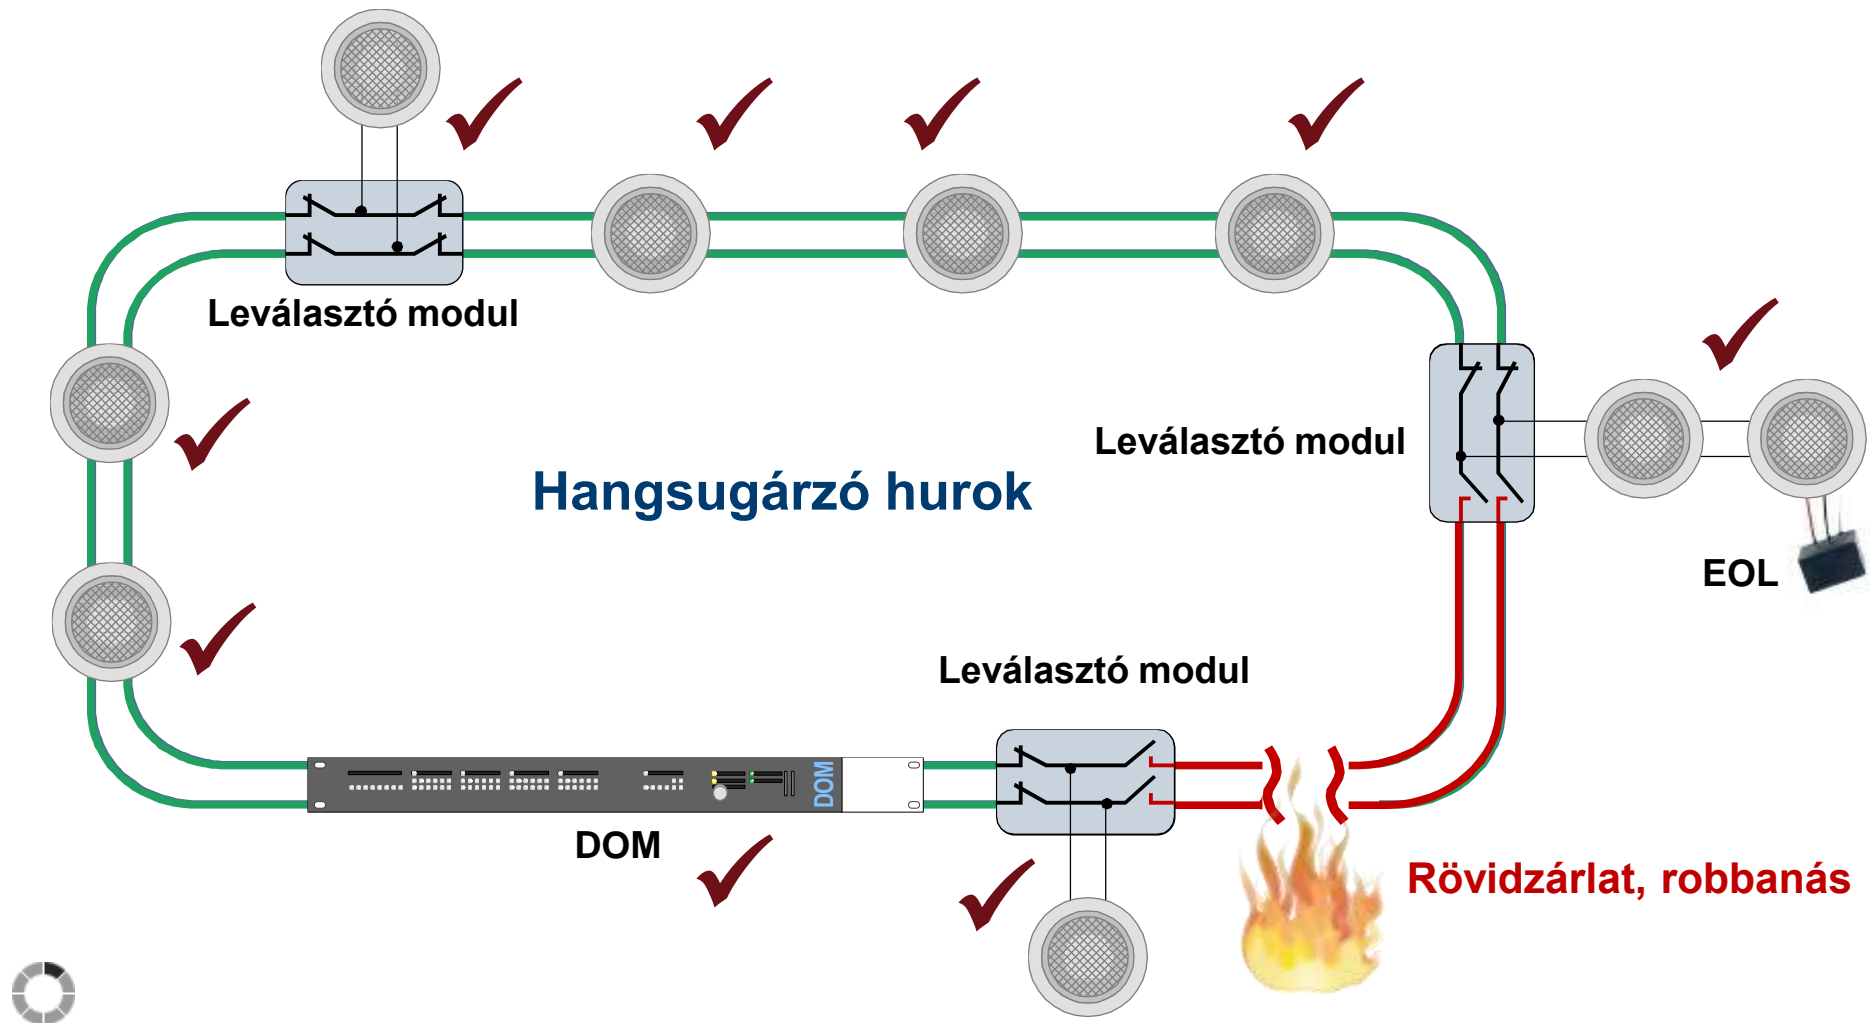 Leválasztó modul
Leválasztó modul
Hangsugárzó hurok
EOL
Leválasztó modul
DOM
DOM
Rövidzárlat, robbanás